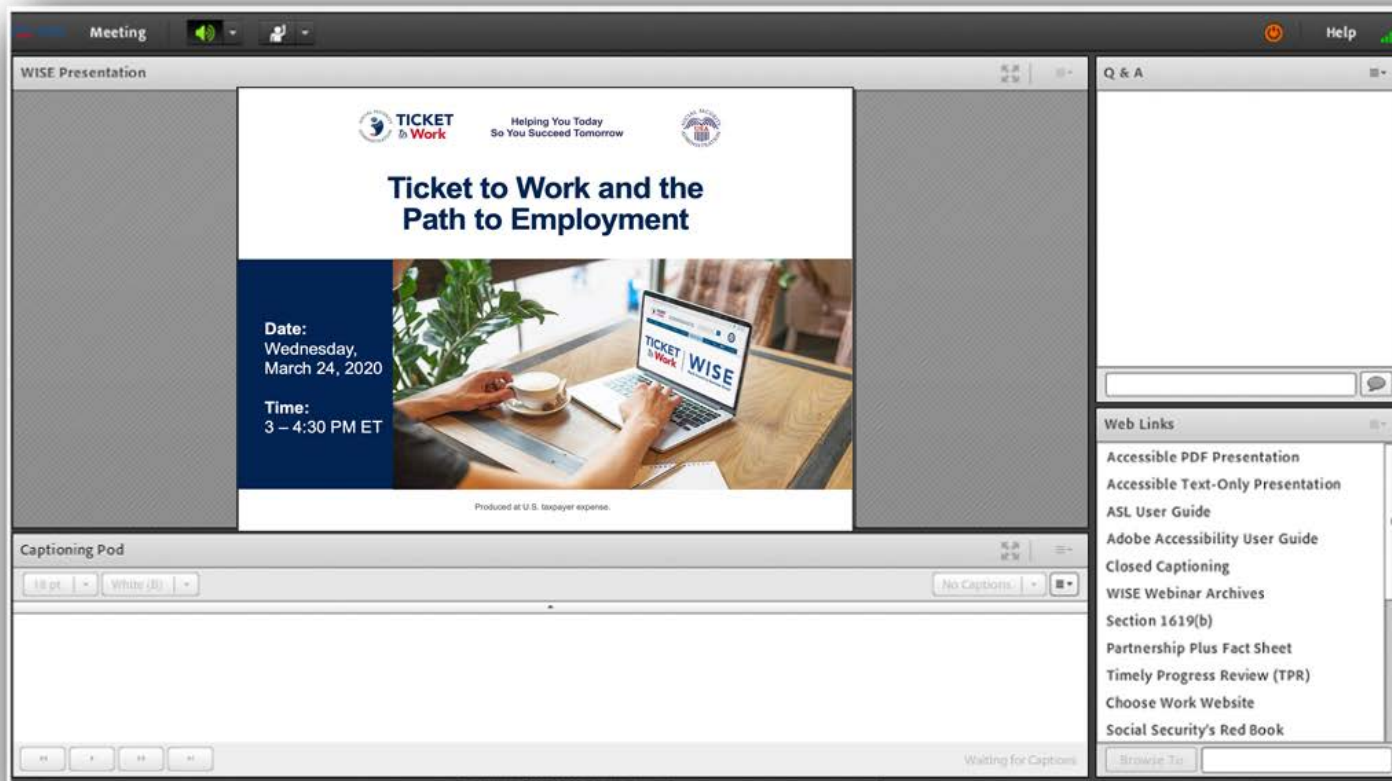 Meeting
Help
WISE Presentation
TICKET
to Work
Helping You Today
So You Succeed Tomorrow
SOCIAL SECURITY
ADMINISTRATION
USA
Ticket to Work and the
Path to Employment
Date:
Wednesday,
March 24, 2020
Time:
3 – 4:30 PM ET
TICKET
to Work
WISE
Produced at U.S. taxpayer expense.
Captioning Pod
18 pt
White (B)
No Captions
Waiting for Captions
Q & A
Web Links
Accessible PDF Presentation
Accessible Text-Only Presentation
ASL User Guide
Adobe Accessibility User Guide
Closed Captioning
WISE Webinar Archives
Section 1619(b)
Partnership Plus Fact Sheet
Timely Progress Review (TPR)
Choose Work Website
Social Security's Red Book
Browse To